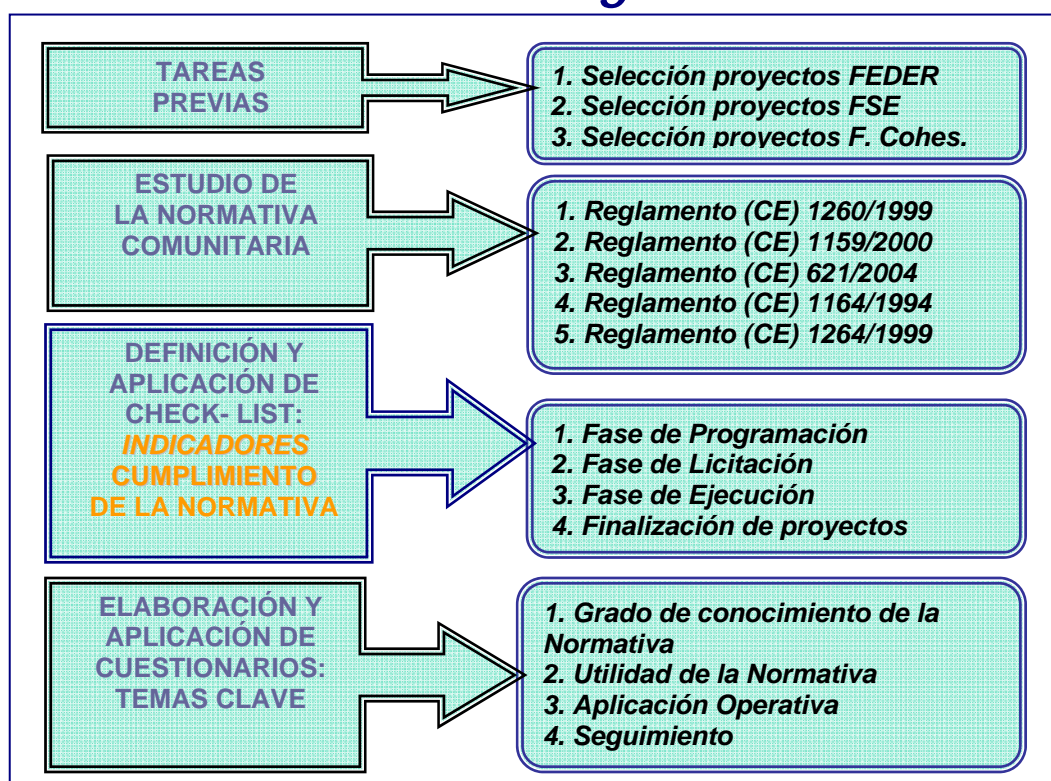 TAREAS
PREVIAS
1. Selección proyectos FEDER
2. Selección proyectos FSE
3. Selección proyectos F. Cohes.
ESTUDIO DE
LA NORMATIVA
COMUNITARIA
1. Reglamento (CE) 1260/1999
2. Reglamento (CE) 1159/2000
3. Reglamento (CE) 621/2004
4. Reglamento (CE) 1164/1994
5. Reglamento (CE) 1264/1999
DEFINICIÓN Y
APLICACIÓN DE
CHECK- LIST:
INDICADORES
CUMPLIMIENTO
DE LA NORMATIVA
1. Fase de Programación
2. Fase de Licitación
3. Fase de Ejecución
4. Finalización de proyectos
ELABORACIÓN Y
APLICACIÓN DE
CUESTIONARIOS:
TEMAS CLAVE
1. Grado de conocimiento de la
Normativa
2. Utilidad de la Normativa
3. Aplicación Operativa
4. Seguimiento